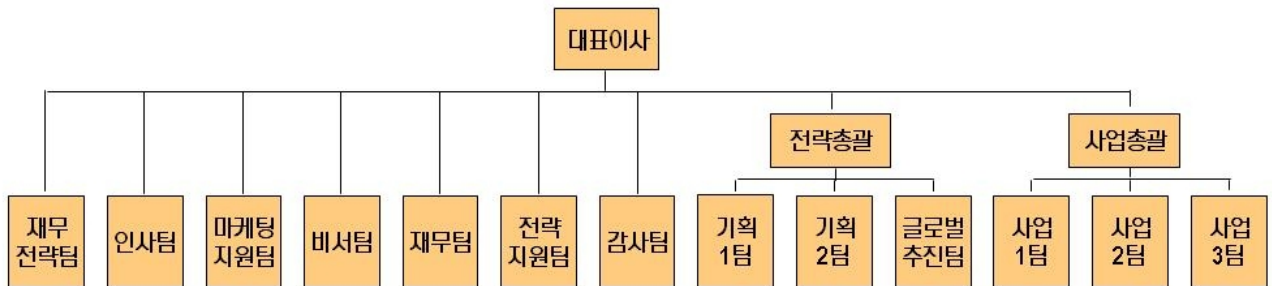 대표이사
전략총괄
사업총괄
재무
전략팀
인사팀
마케팅
지원팀
비서팀
재무팀
전략
지원팀
감사팀
기획
1팀
기획
2팀
글로벌
추진팀
사업
1팀
사업
2팀
사업
3팀